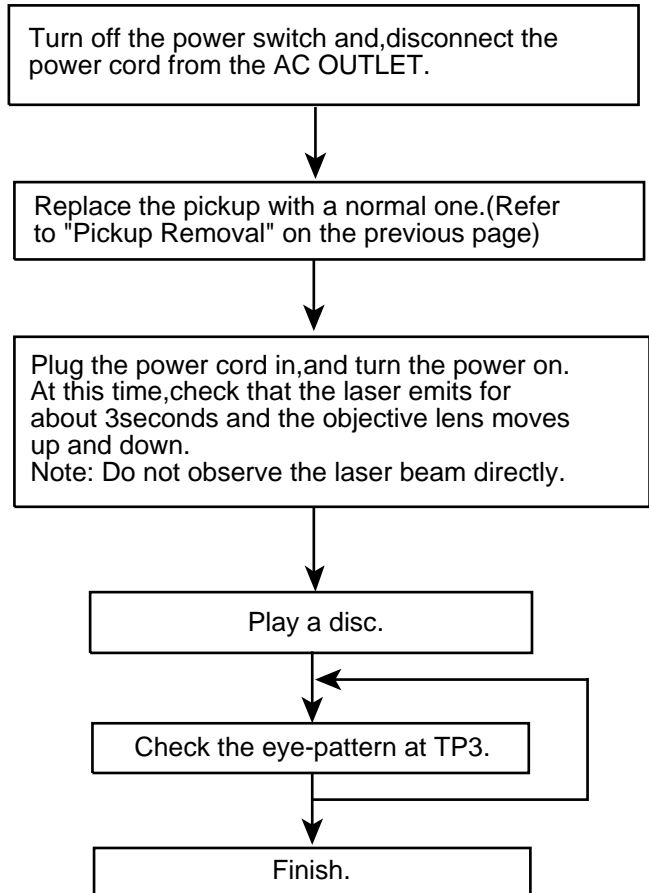 Turn off the power switch and,disconnect the
power cord from the AC OUTLET.
Replace the pickup with a normal one.(Refer
to "Pickup Removal" on the previous page)
Plug the power cord in,and turn the power on.
At this time,check that the laser emits for
about 3seconds and the objective lens moves
up and down.
Note: Do not observe the laser beam directly.
Play a disc.
Check the eye-pattern at TP3.
Finish.